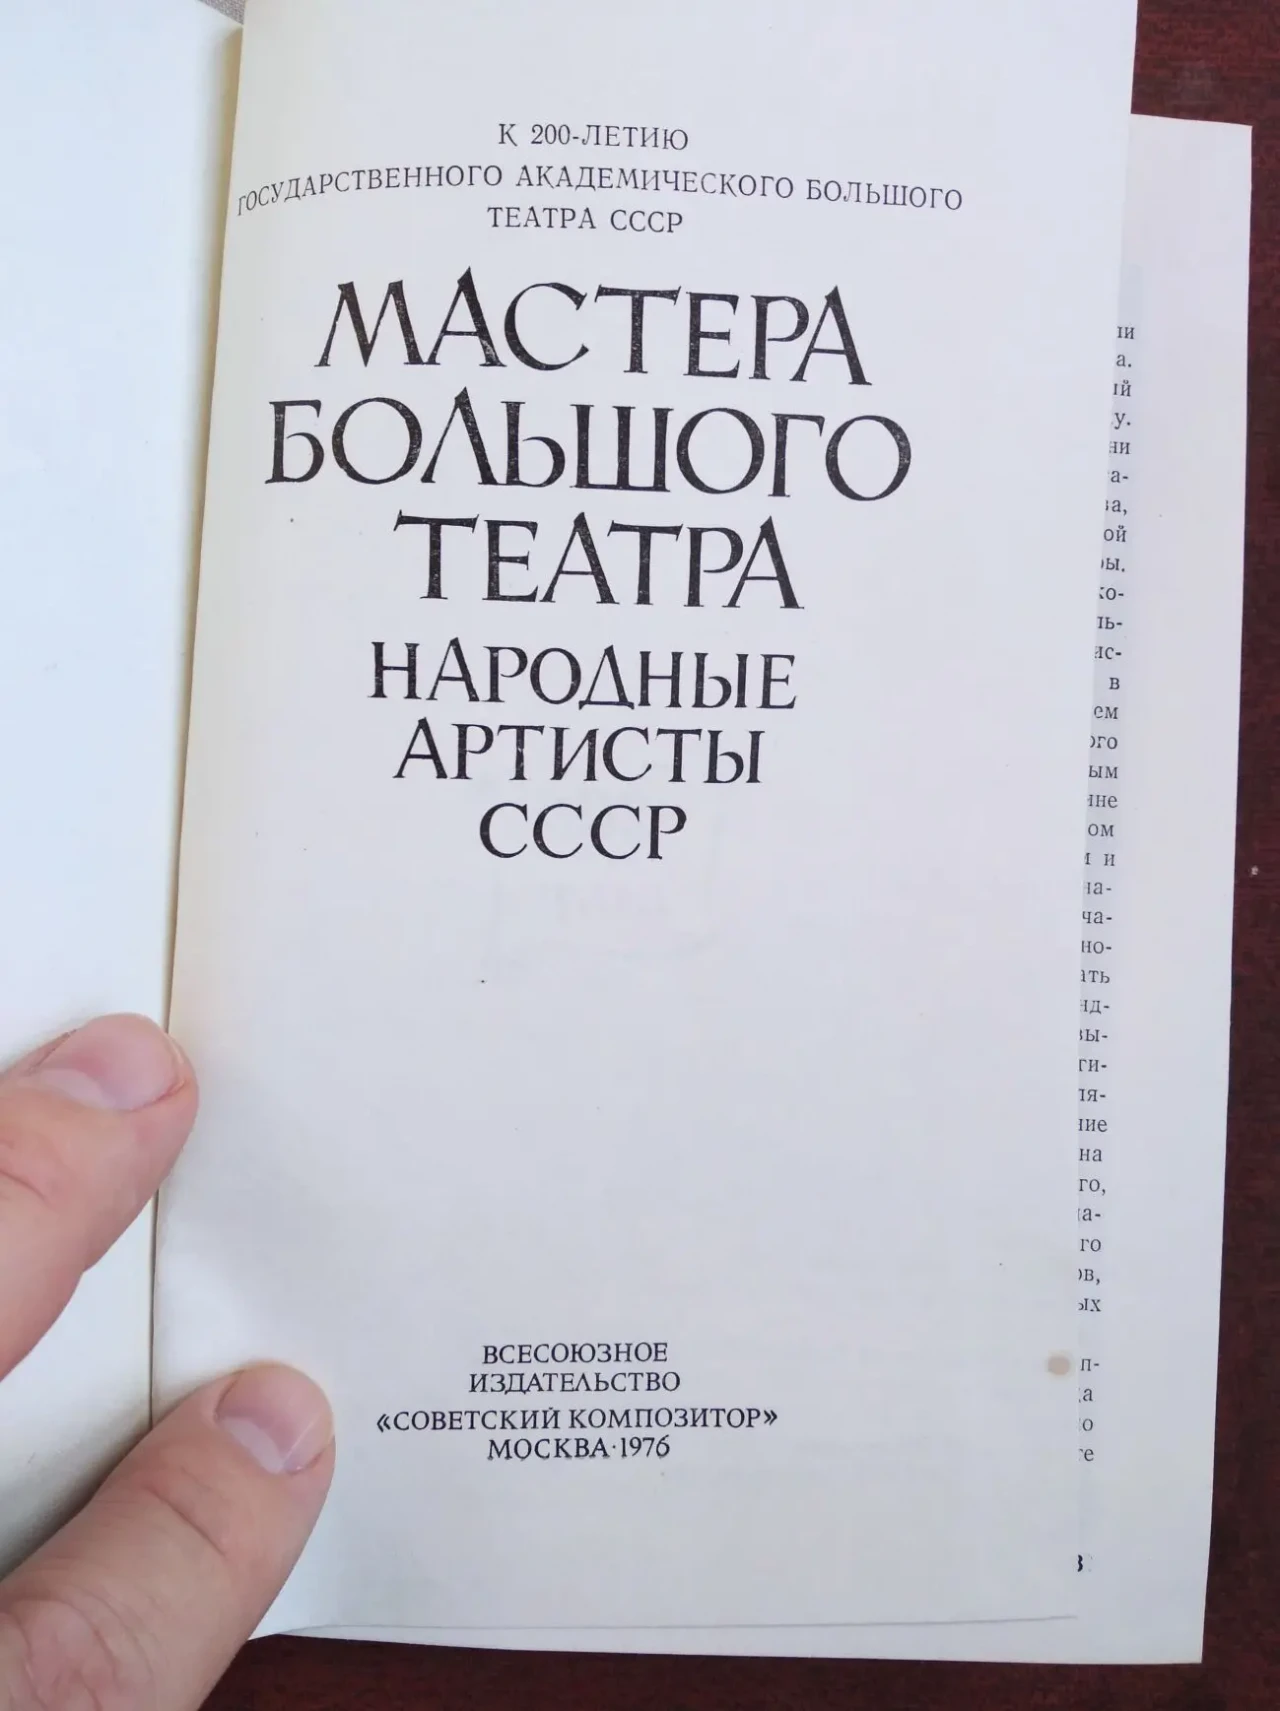 К 200-ЛЕТИЮ
ГОСУДАРСТВЕННОГО АКАДЕМИЧЕСКОГО БОЛЬШОГО
ТЕАТРА СССР
МАСТЕРА
БОЛЬШОГО
ТЕАТРА
НАРОДНЫЕ
АРТИСТЫ
СССР
ВСЕСОЮЗНОЕ
ИЗДАТЕЛЬСТВО
«СОВЕТСКИЙ КОМПОЗИТОР»
МОСКВА·1976